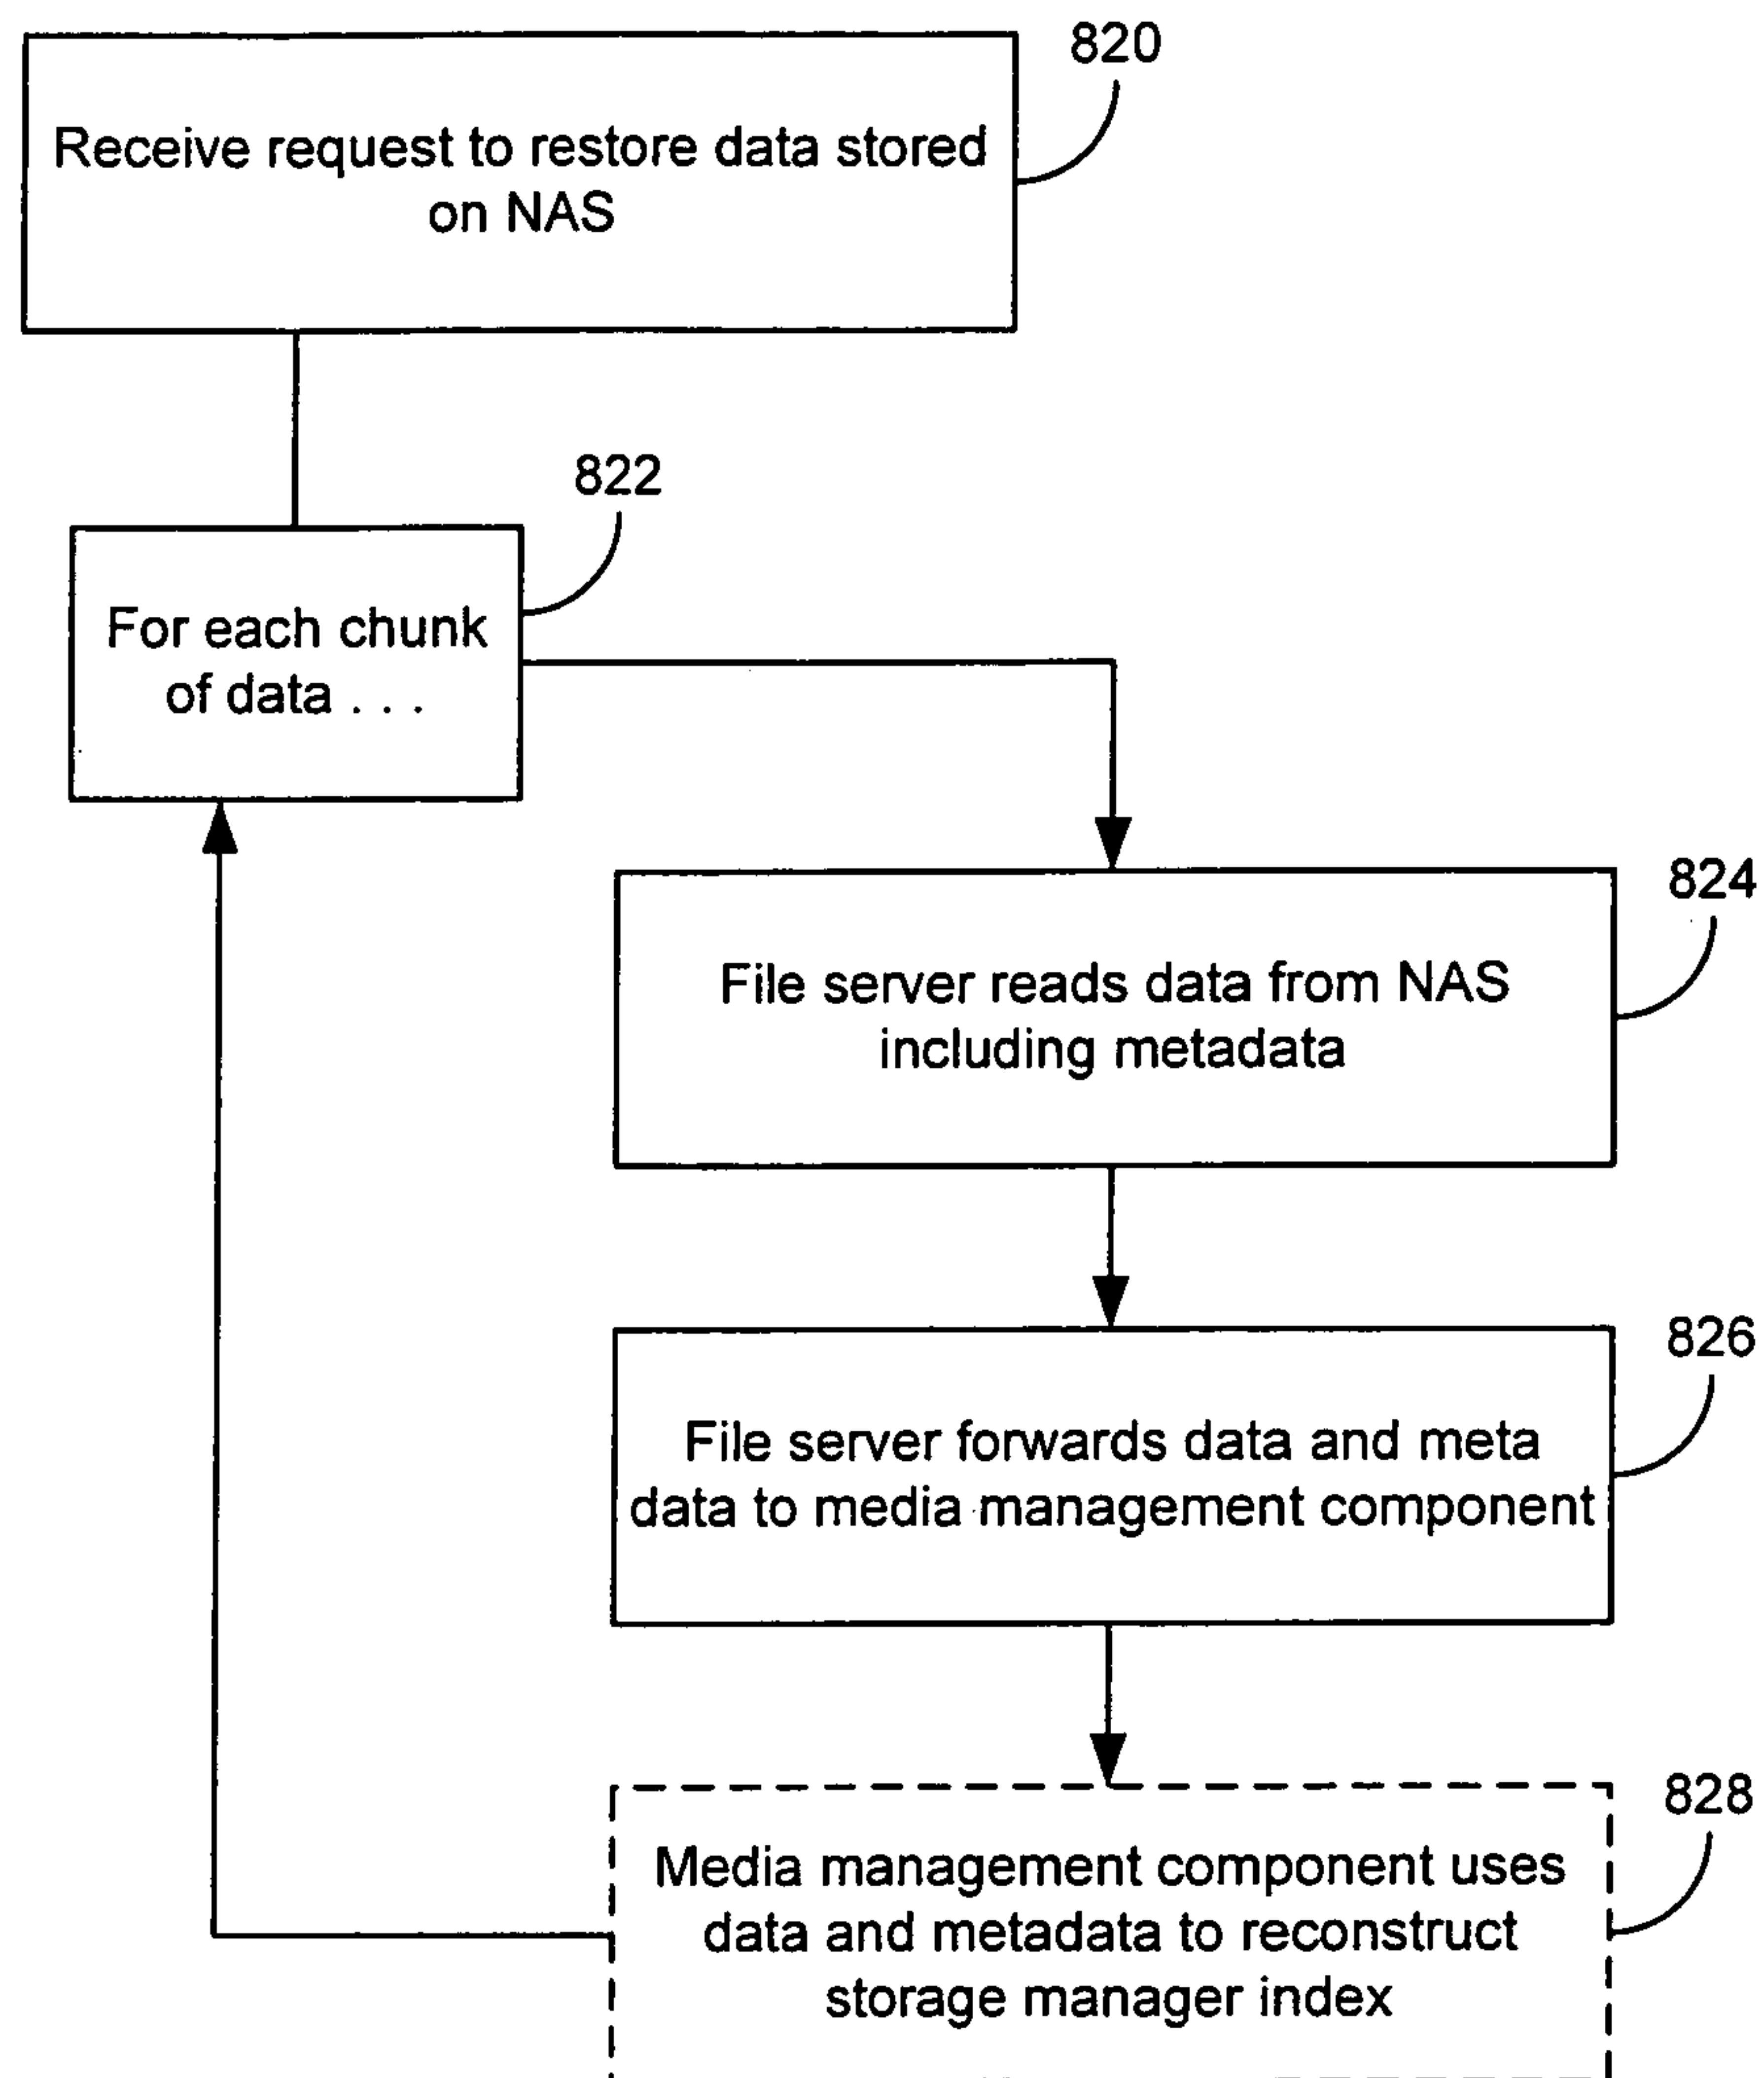 820
Receive request to restore data stored
on NAS
822
For each chunk
of data . . .
824
File server reads data from NAS
including metadata
826
File server forwards data and meta
data to media management component
828
Media management component uses
data and metadata to reconstruct
storage manager index